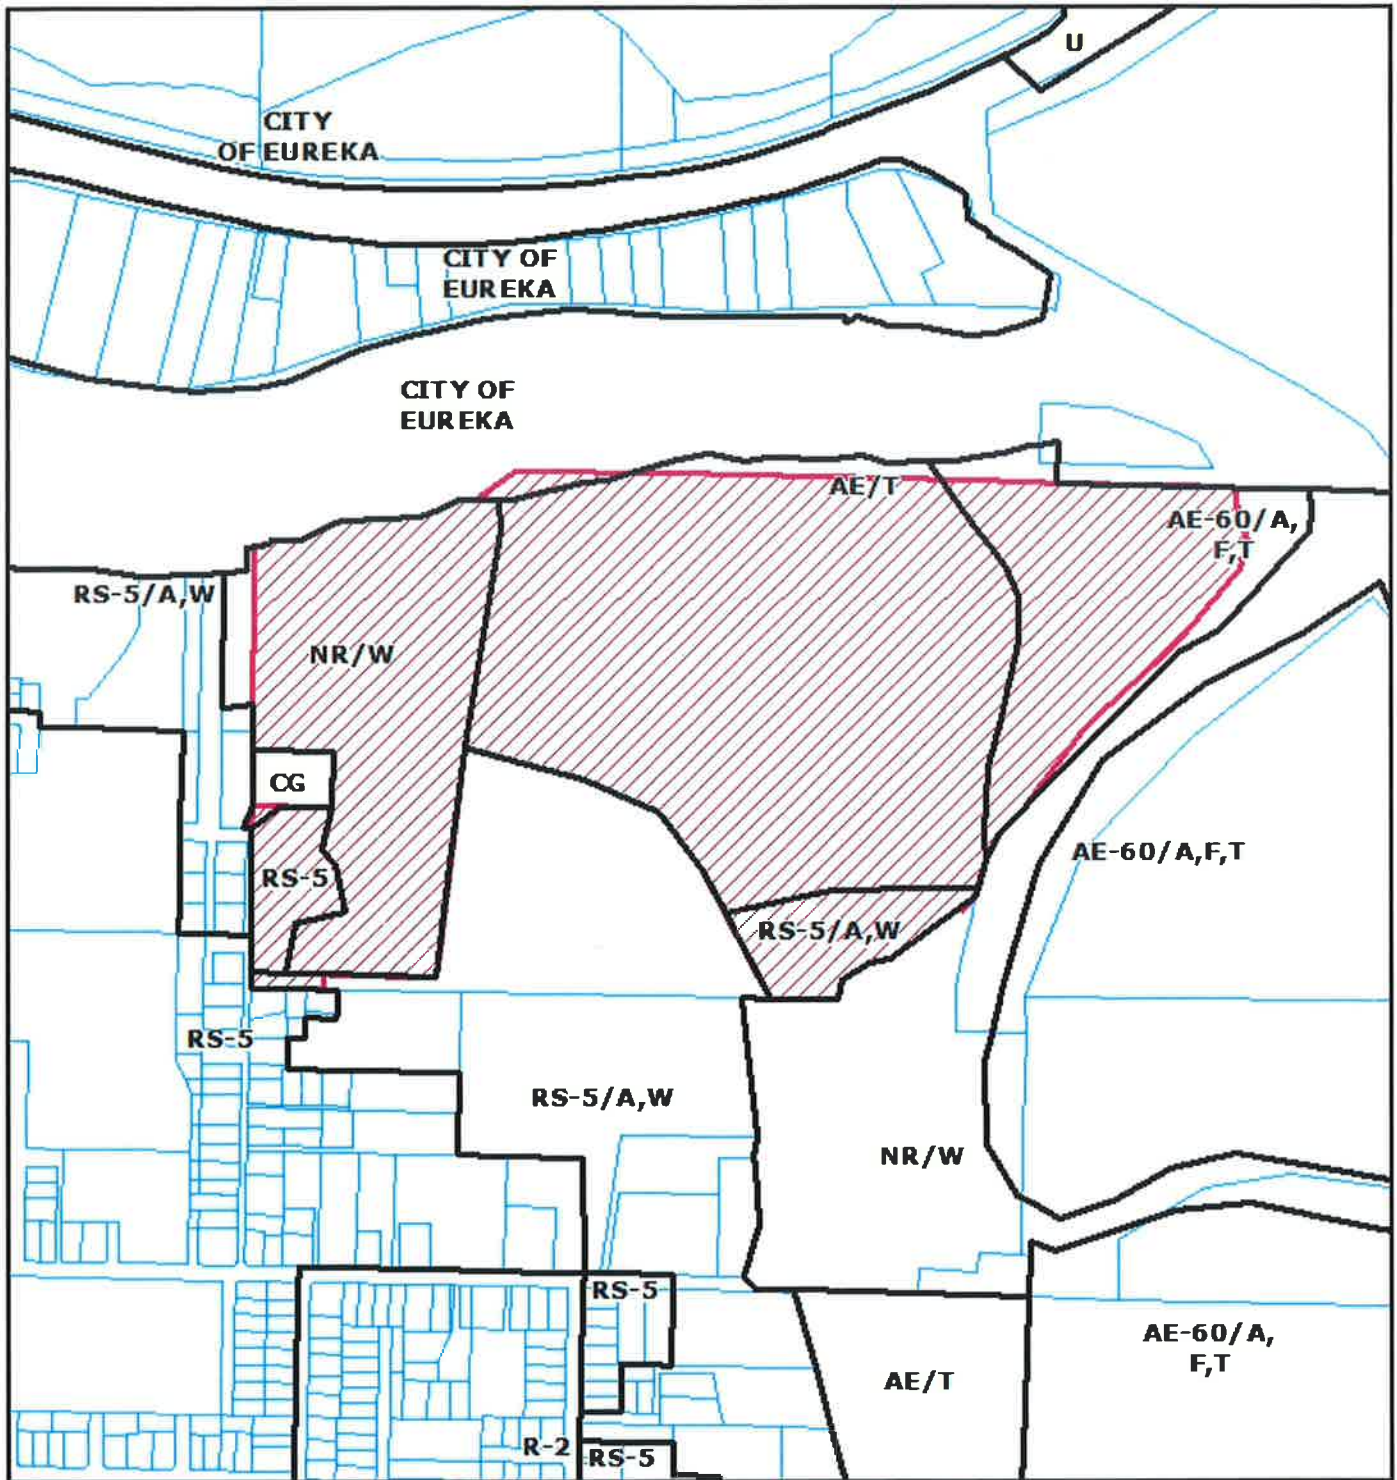 U
CITY
OF EUREKA
CITY OF
EUREKA
CITY OF
EUREKA
AE/T
AE-60/A,
F,T
RS-5/A,W
NR/W
CG
AE-60/A,F,T
RS-5
RS-5/A,W
RS-5
RS-5/A,W
NR/W
RS-5
AE-60/A,
F,T
AE/T
R-2
RS-5